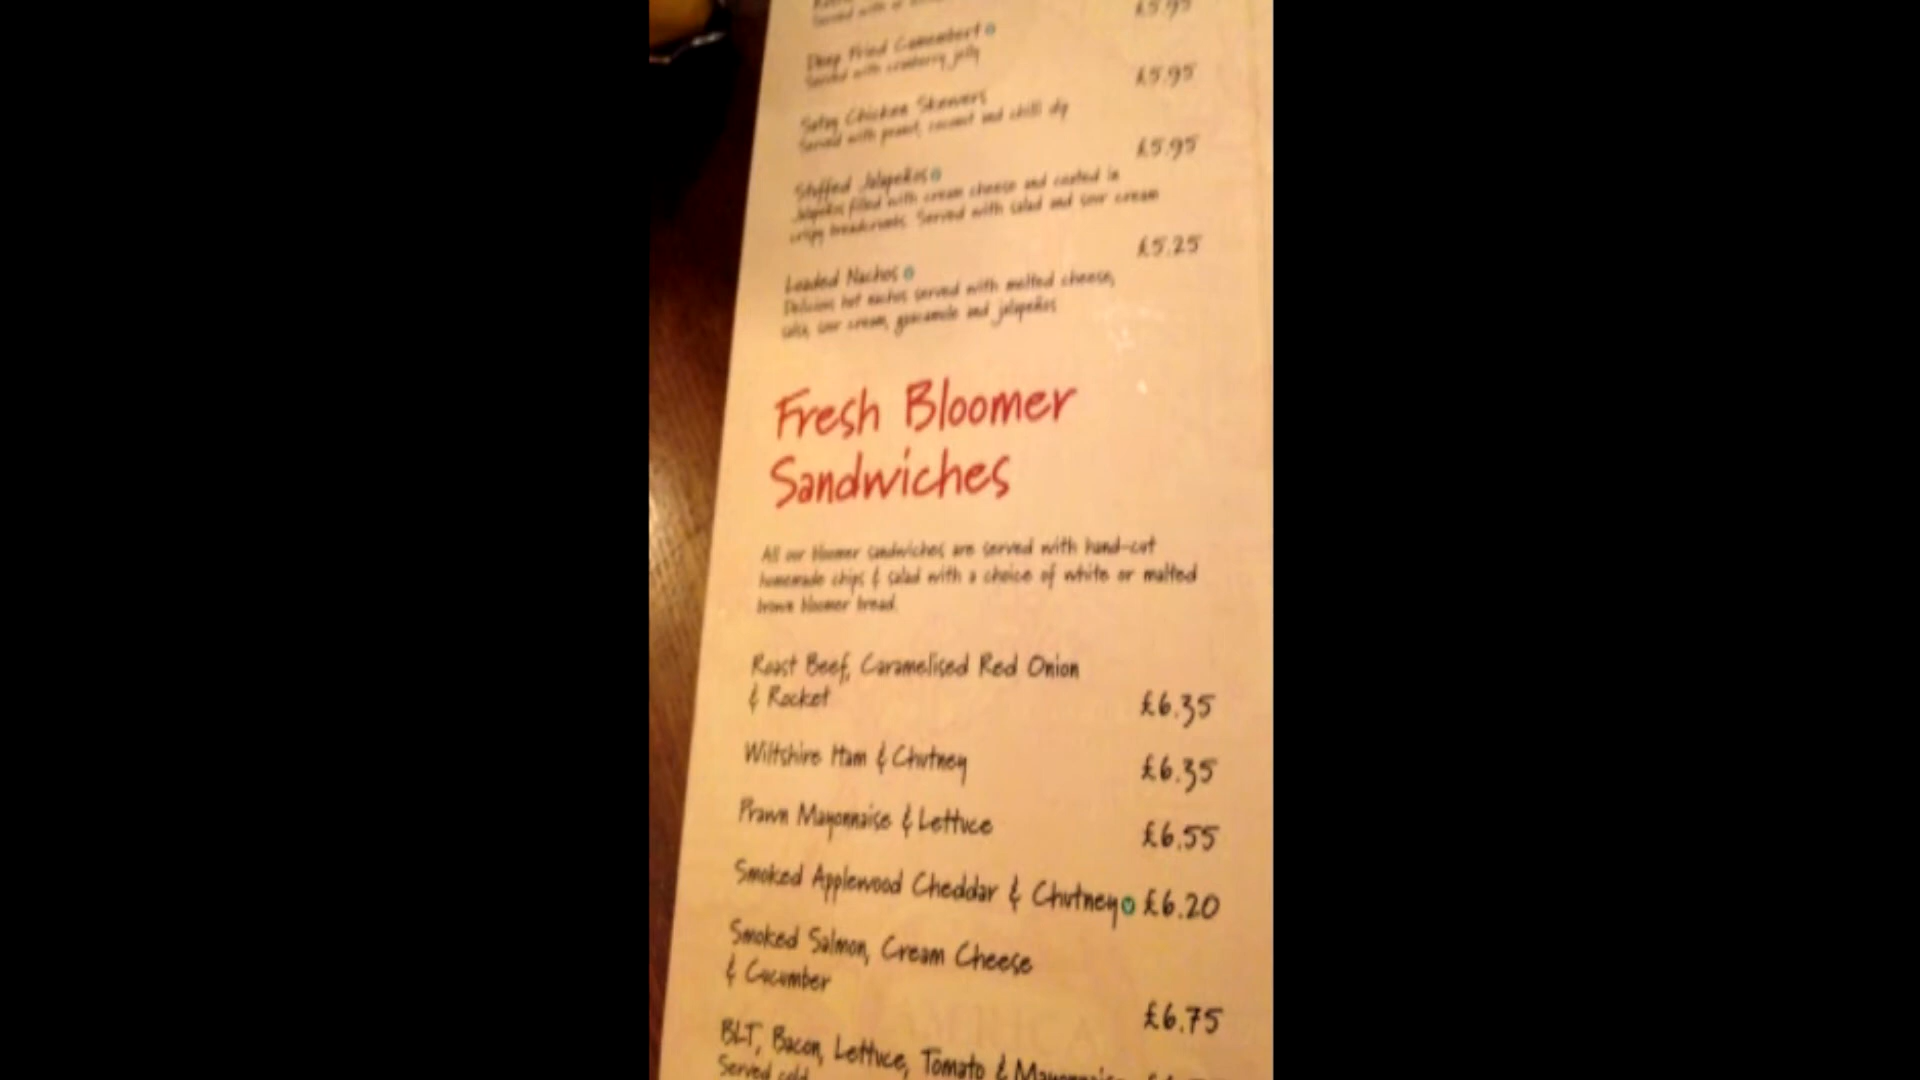 Served with
£5.95
Deep Fried Camembert
Served with cranberry jelly
£5.95
Satay Chicken Skewers
Served with peanut, coconut and chilli dip
£5.95
Stuffed Jalapeños
Jalapeños filled with cream cheese and coated in
crispy breadcrumbs. Served with salad and sour cream
£5.25
Loaded Nachos
Delicious hot nachos served with melted cheese,
salsa, sour cream, guacamole and jalapeños
Fresh Bloomer
Sandwiches
All our bloomer sandwiches are served with hand-cut
homemade chips & salad with a choice of white or malted
brown bloomer bread.
Roast Beef, Caramelised Red Onion
& Rocket £6.35
Wiltshire Ham & Chutney £6.35
Prawn Mayonnaise & Lettuce £6.55
Smoked Applewood Cheddar & Chutney V £6.20
Smoked Salmon, Cream Cheese
& Cucumber
£6.75
BLT, Bacon, Lettuce, Tomato & Mayonnaise
Served cold